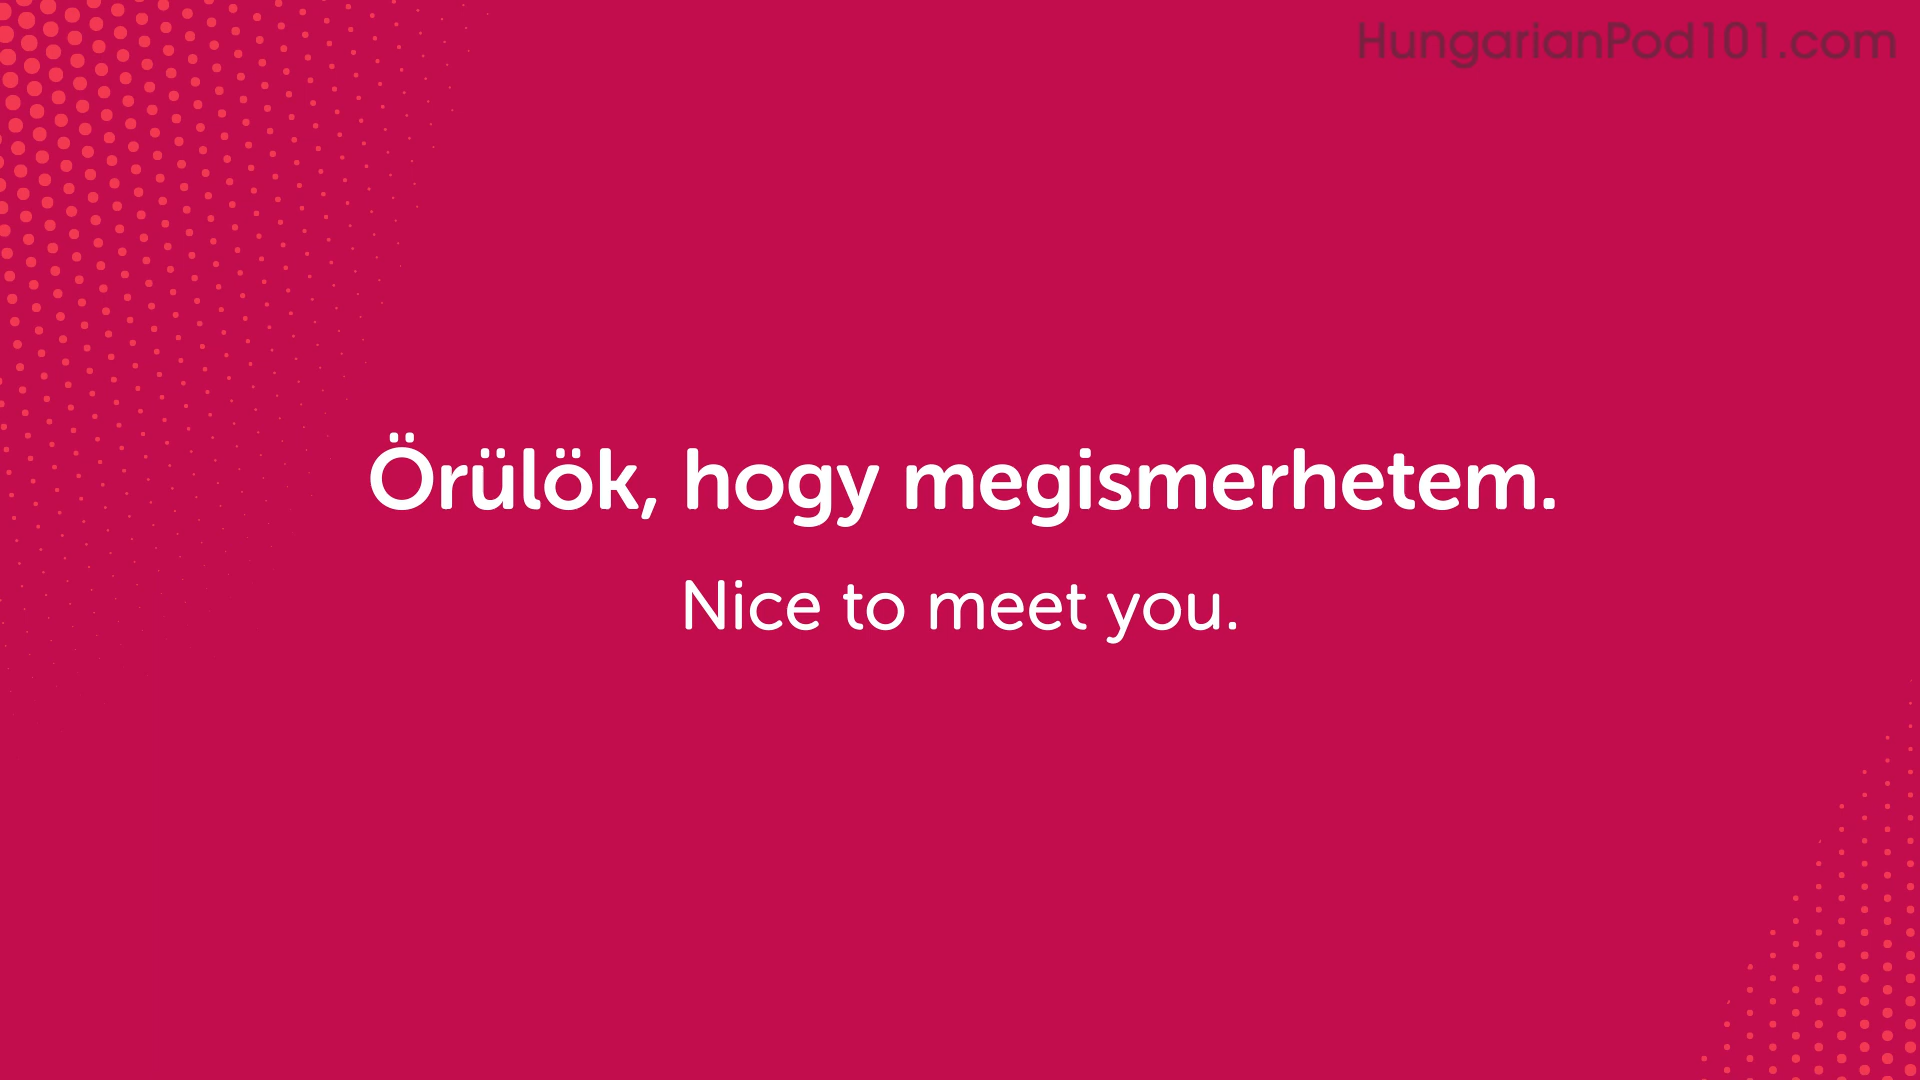 HungarianPod101.com
Örülök, hogy megismerhetem.
Nice to meet you.